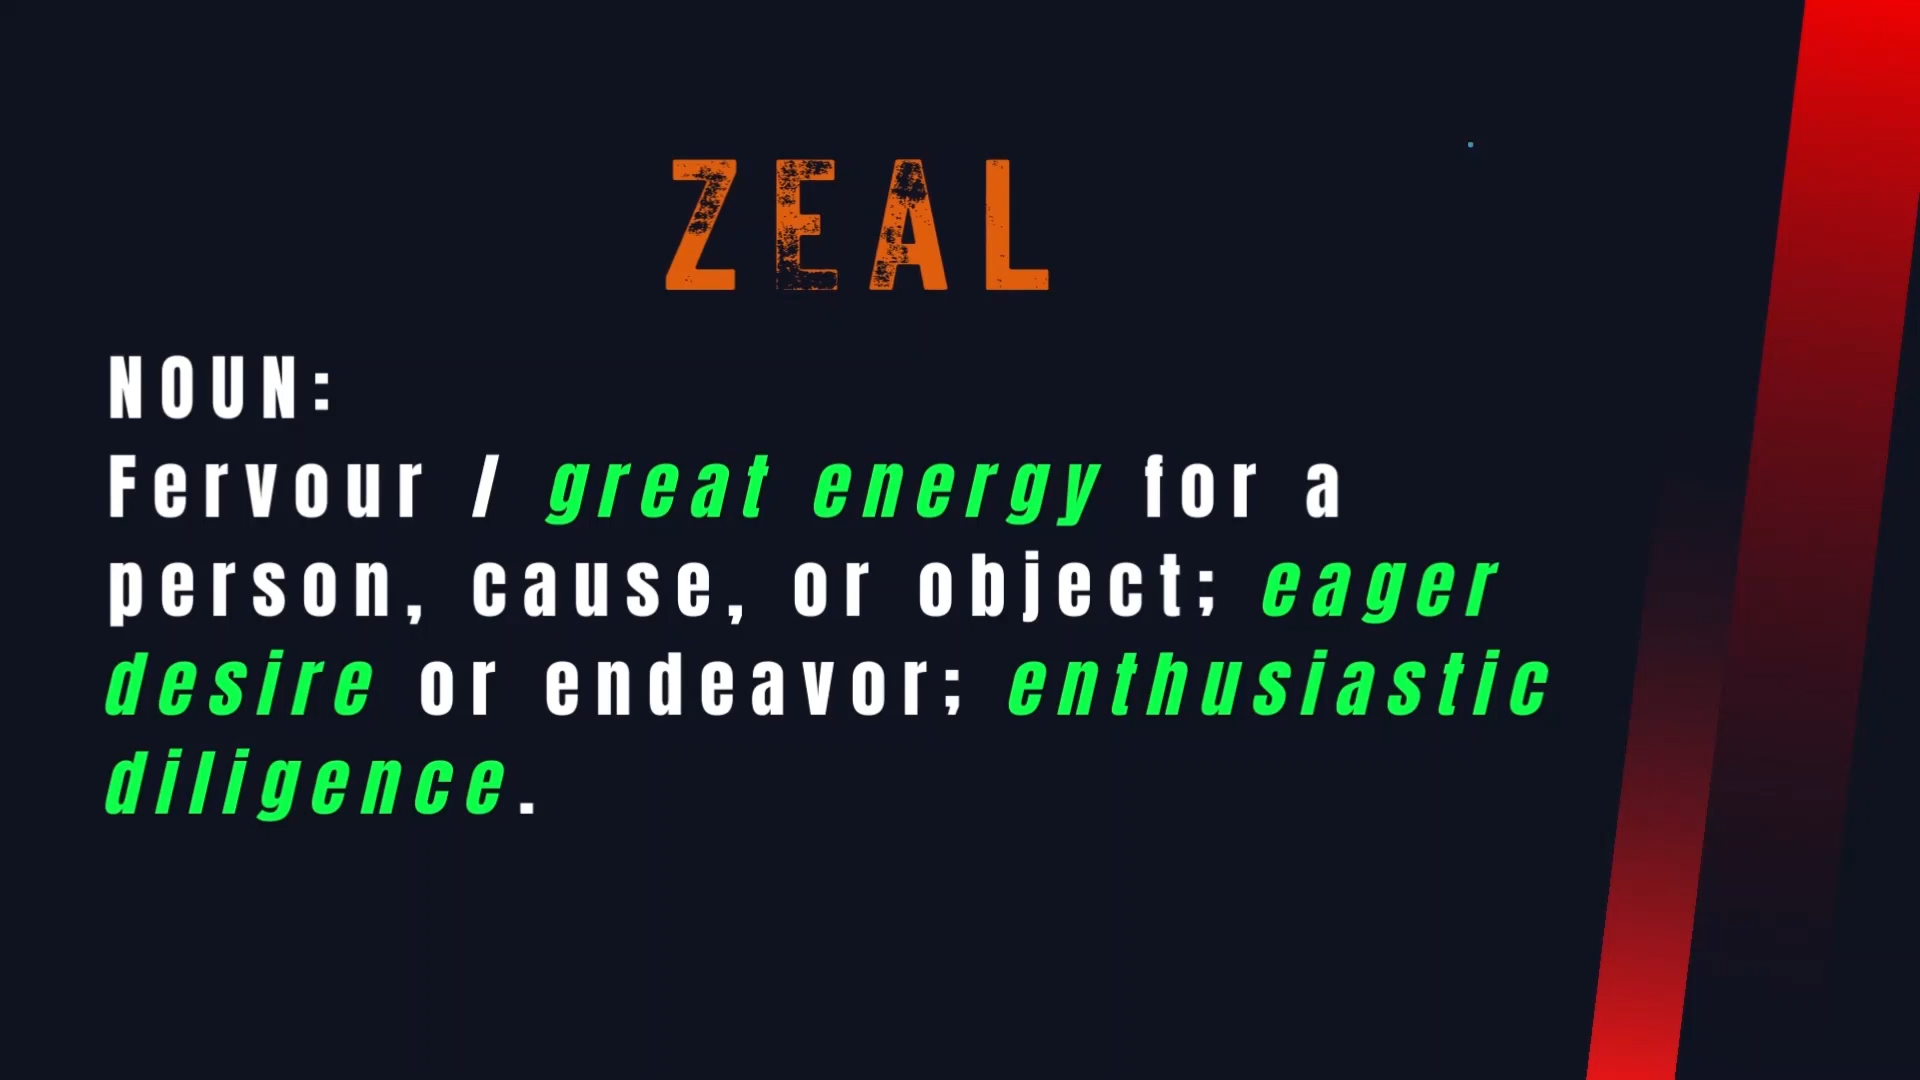 ZEAL
NOUN:
Fervour / great energy for a
person, cause, or object; eager
desire or endeavor; enthusiastic
diligence.